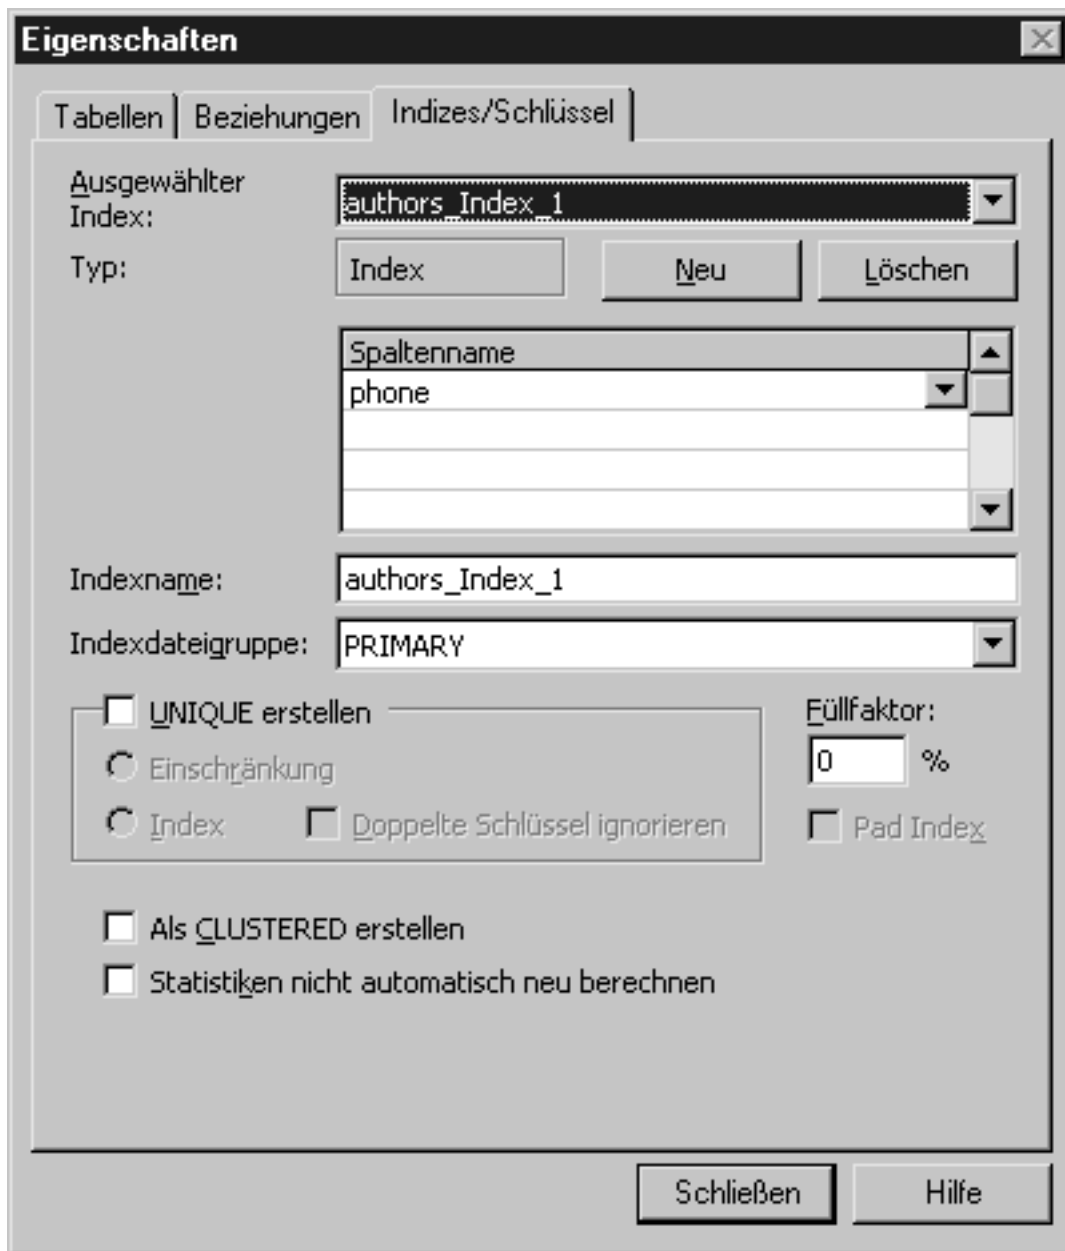 Eigenschaften
Tabellen Beziehungen Indizes/Schlüssel
Ausgewählter
Index:
authors_Index_1
Typ: Index Neu Löschen
Spaltenname
phone
Indexname: authors_Index_1
Indexdateigruppe: PRIMARY
UNIQUE erstellen Füllfaktor:
Einschränkung 0 %
Index Doppelte Schlüssel ignorieren Pad Index
Als CLUSTERED erstellen
Statistiken nicht automatisch neu berechnen
Schließen Hilfe